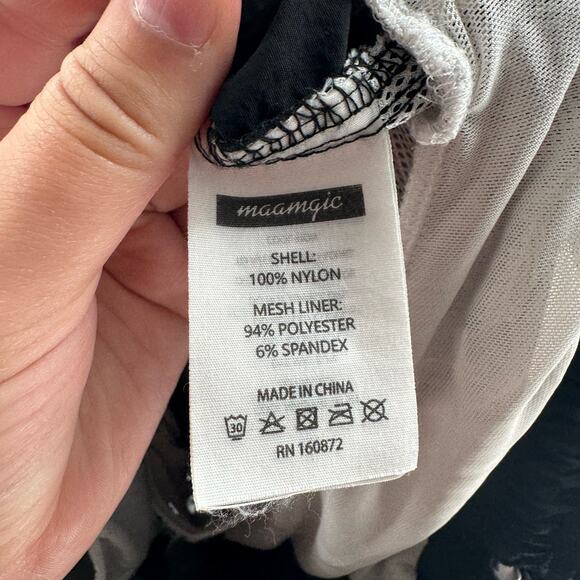 maamgic
SHELL:
100% NYLON
MESH LINER:
94% POLYESTER
6% SPANDEX
MADE IN CHINA
30
RN 160872